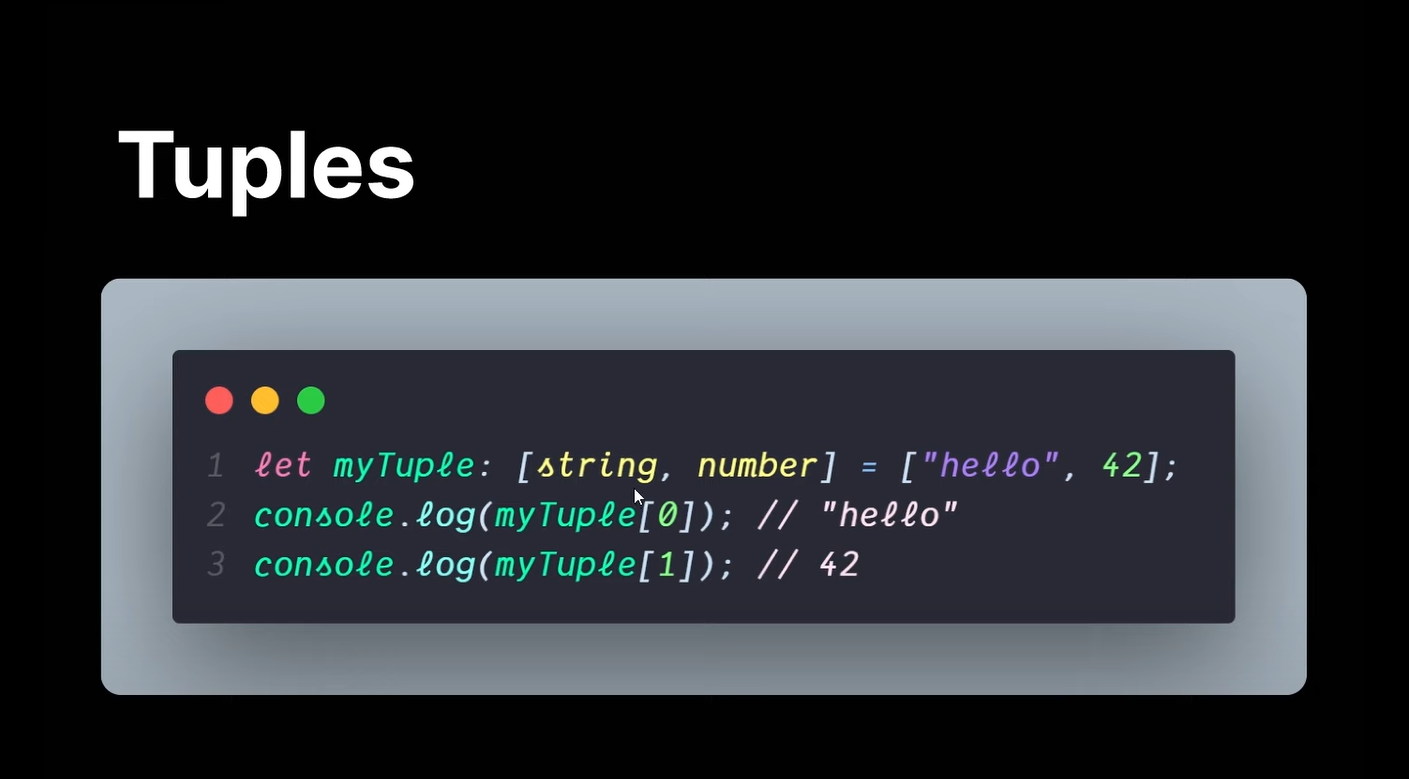 Tuples
1 let myTuple: [string, number] = ["hello", 42];
2 console.log(myTuple[0]); // "hello"
3 console.log(myTuple[1]); // 42